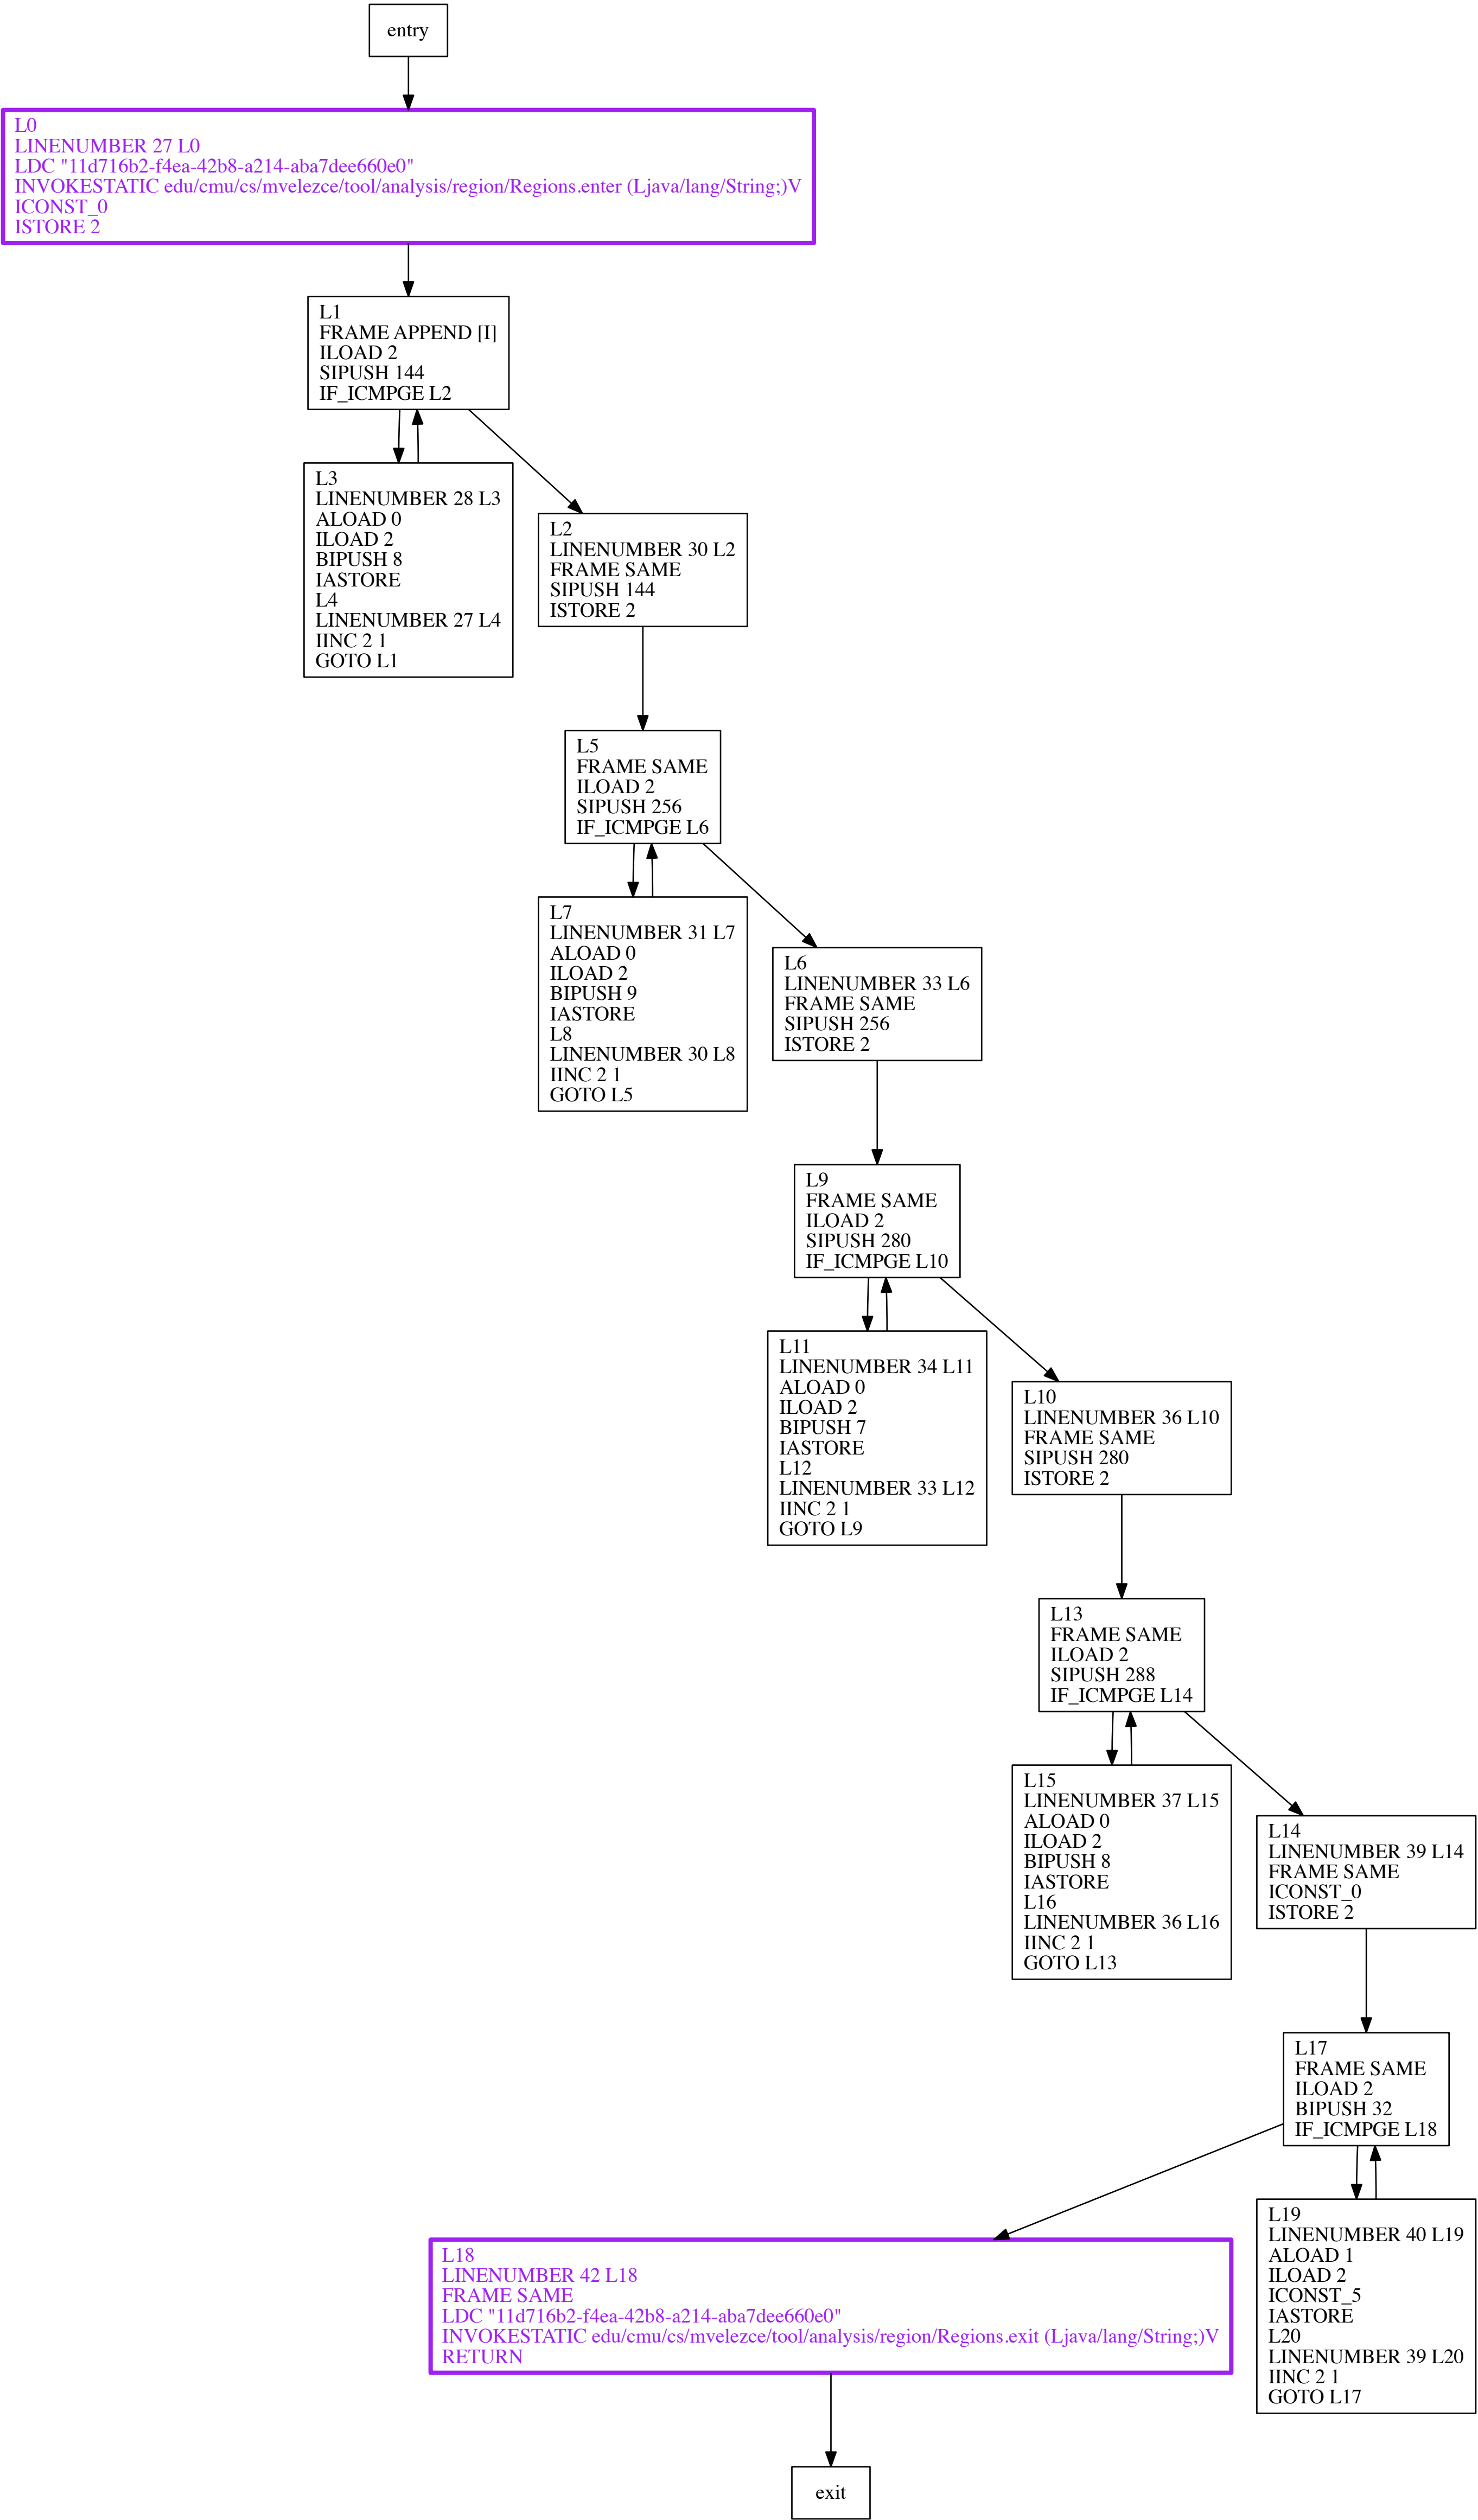 entry
L0
LINENUMBER 27 L0
LDC "11d716b2-f4ea-42b8-a214-aba7dee660e0"
INVOKESTATIC edu/cmu/cs/mvelezce/tool/analysis/region/Regions.enter (Ljava/lang/String;)V
ICONST_0
ISTORE 2
L1
FRAME APPEND [I]
ILOAD 2
SIPUSH 144
IF_ICMPGE L2
L3
LINENUMBER 28 L3
ALOAD 0
ILOAD 2
BIPUSH 8
IASTORE
L4
LINENUMBER 27 L4
IINC 2 1
GOTO L1
L2
LINENUMBER 30 L2
FRAME SAME
SIPUSH 144
ISTORE 2
L5
FRAME SAME
ILOAD 2
SIPUSH 256
IF_ICMPGE L6
L7
LINENUMBER 31 L7
ALOAD 0
ILOAD 2
BIPUSH 9
IASTORE
L8
LINENUMBER 30 L8
IINC 2 1
GOTO L5
L6
LINENUMBER 33 L6
FRAME SAME
SIPUSH 256
ISTORE 2
L9
FRAME SAME
ILOAD 2
SIPUSH 280
IF_ICMPGE L10
L11
LINENUMBER 34 L11
ALOAD 0
ILOAD 2
BIPUSH 7
IASTORE
L12
LINENUMBER 33 L12
IINC 2 1
GOTO L9
L10
LINENUMBER 36 L10
FRAME SAME
SIPUSH 280
ISTORE 2
L13
FRAME SAME
ILOAD 2
SIPUSH 288
IF_ICMPGE L14
L15
LINENUMBER 37 L15
ALOAD 0
ILOAD 2
BIPUSH 8
IASTORE
L16
LINENUMBER 36 L16
IINC 2 1
GOTO L13
L14
LINENUMBER 39 L14
FRAME SAME
ICONST_0
ISTORE 2
L17
FRAME SAME
ILOAD 2
BIPUSH 32
IF_ICMPGE L18
L19
LINENUMBER 40 L19
ALOAD 1
ILOAD 2
ICONST_5
IASTORE
L20
LINENUMBER 39 L20
IINC 2 1
GOTO L17
L18
LINENUMBER 42 L18
FRAME SAME
LDC "11d716b2-f4ea-42b8-a214-aba7dee660e0"
INVOKESTATIC edu/cmu/cs/mvelezce/tool/analysis/region/Regions.exit (Ljava/lang/String;)V
RETURN
exit